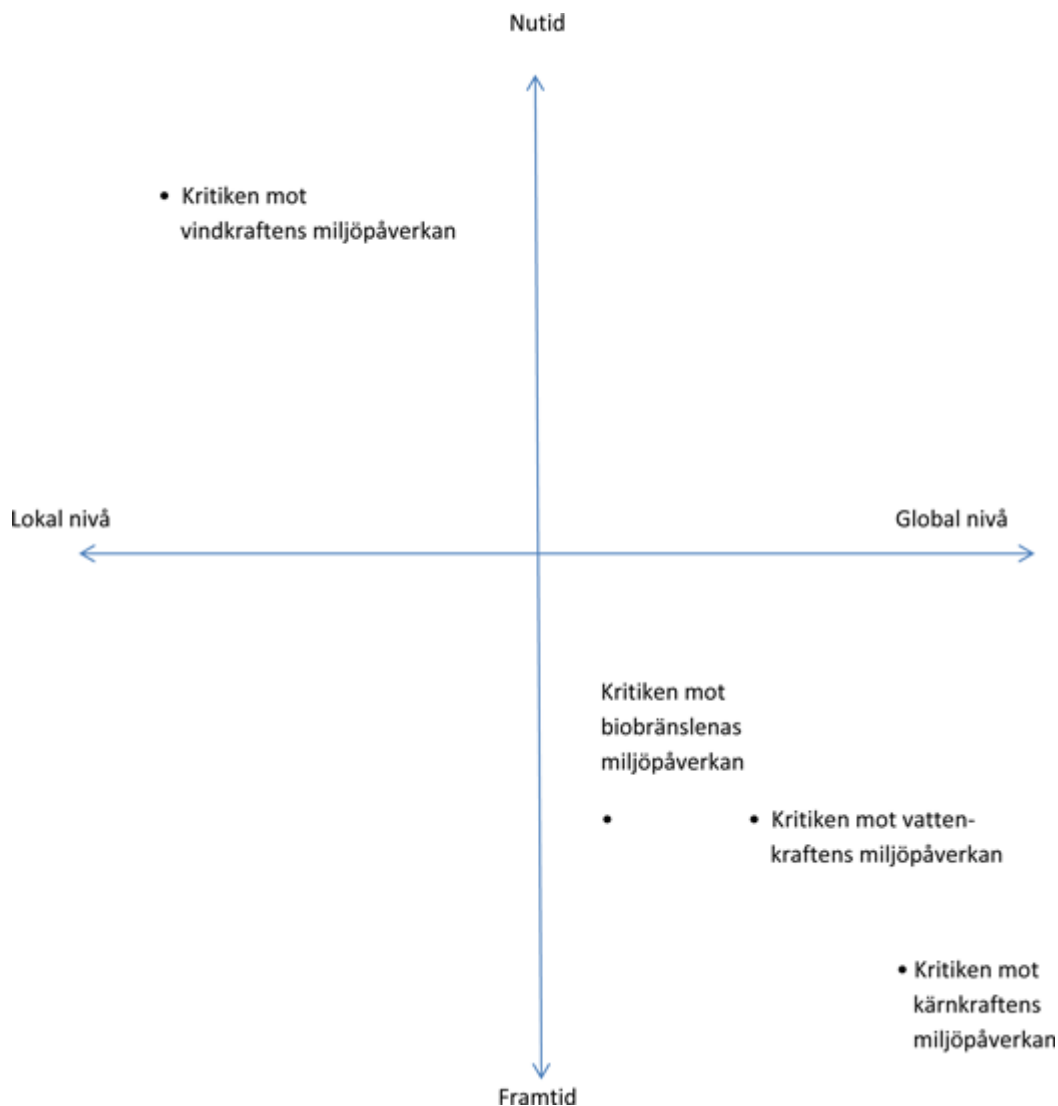 Nutid
• Kritiken mot
vindkraftens miljöpåverkan
Lokal nivå
Global nivå
Kritiken mot
biobränslenas
miljöpåverkan
•
• Kritiken mot vatten-
kraftens miljöpåverkan
• Kritiken mot
kärnkraftens
miljöpåverkan
Framtid